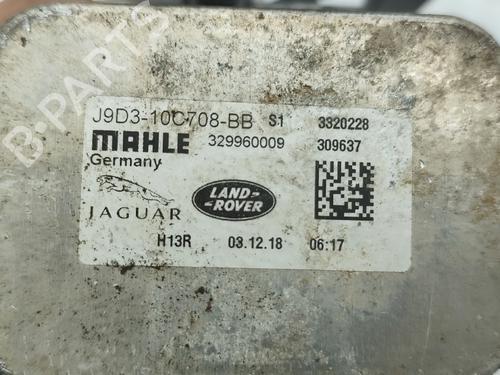 J9D3-10C708-BB S1 3320228
MAHLE 329960009 309637
Germany
JAGUAR LAND-ROVER
H13R 03.12.18 06:17
B-PARTS